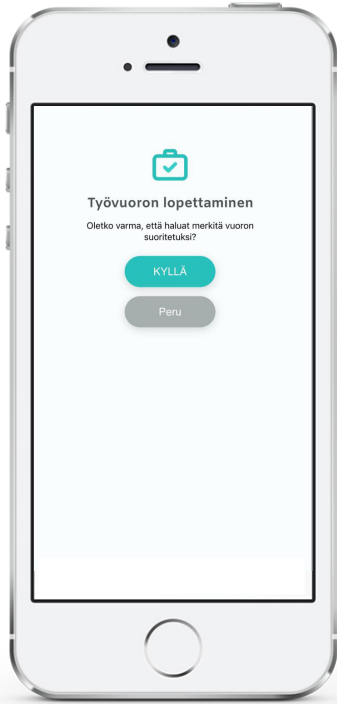 Työvuoron lopettaminen
Oletko varma, että haluat merkitä vuoron
suoritetuksi?
KYLLÄ
Peru